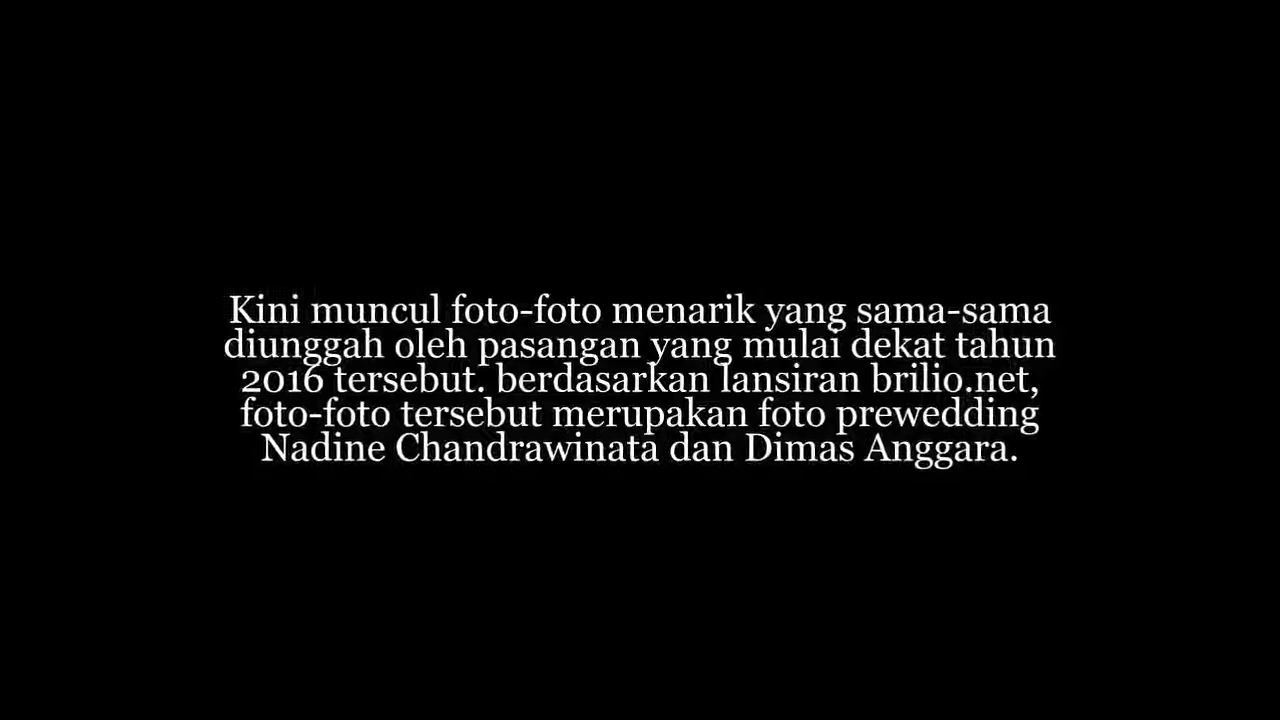 Kini muncul foto-foto menarik yang sama-sama
diunggah oleh pasangan yang mulai dekat tahun
2016 tersebut. berdasarkan lansiran brilio.net,
foto-foto tersebut merupakan foto prewedding
Nadine Chandrawinata dan Dimas Anggara.